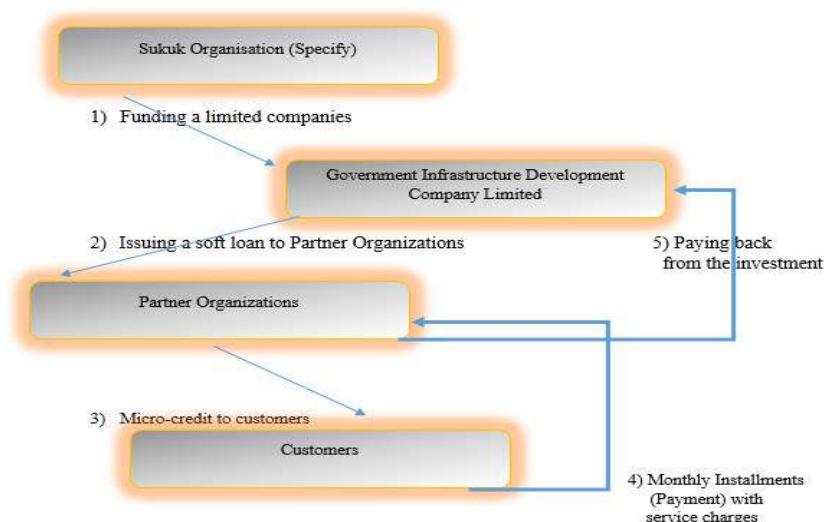 Sukuk Organisation (Specify)
1) Funding a limited companies
Government Infrastructure Development
Company Limited
2) Issuing a soft loan to Partner Organizations
5) Paying back
from the investment
Partner Organizations
3) Micro-credit to customers
Customers
4) Monthly Installments
(Payment) with
service charges